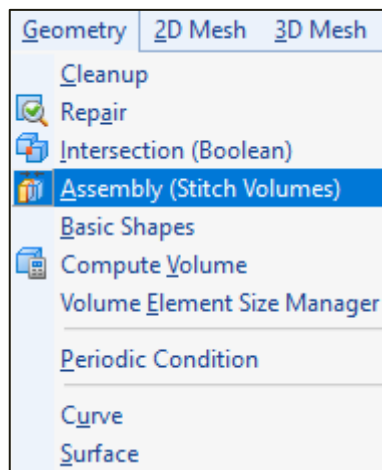 Geometry 2D Mesh 3D Mesh
Cleanup
Repair
Intersection (Boolean)
Assembly (Stitch Volumes)
Basic Shapes
Compute Volume
Volume Element Size Manager
Periodic Condition
Curve
Surface